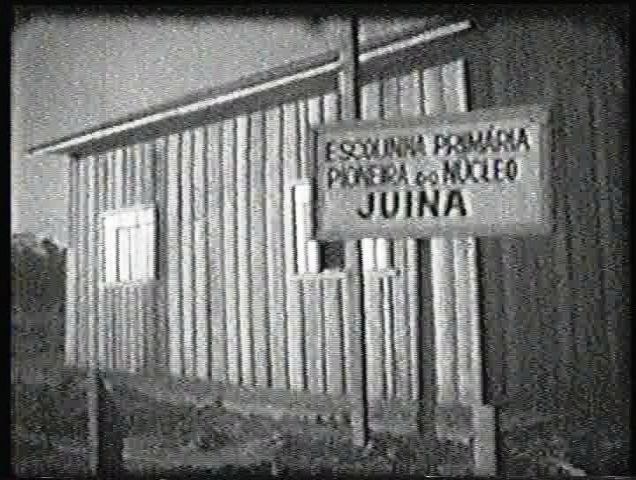 ESCOLINHA PRIMÁRIA
PIONEIRA DO NÚCLEO
JUINA